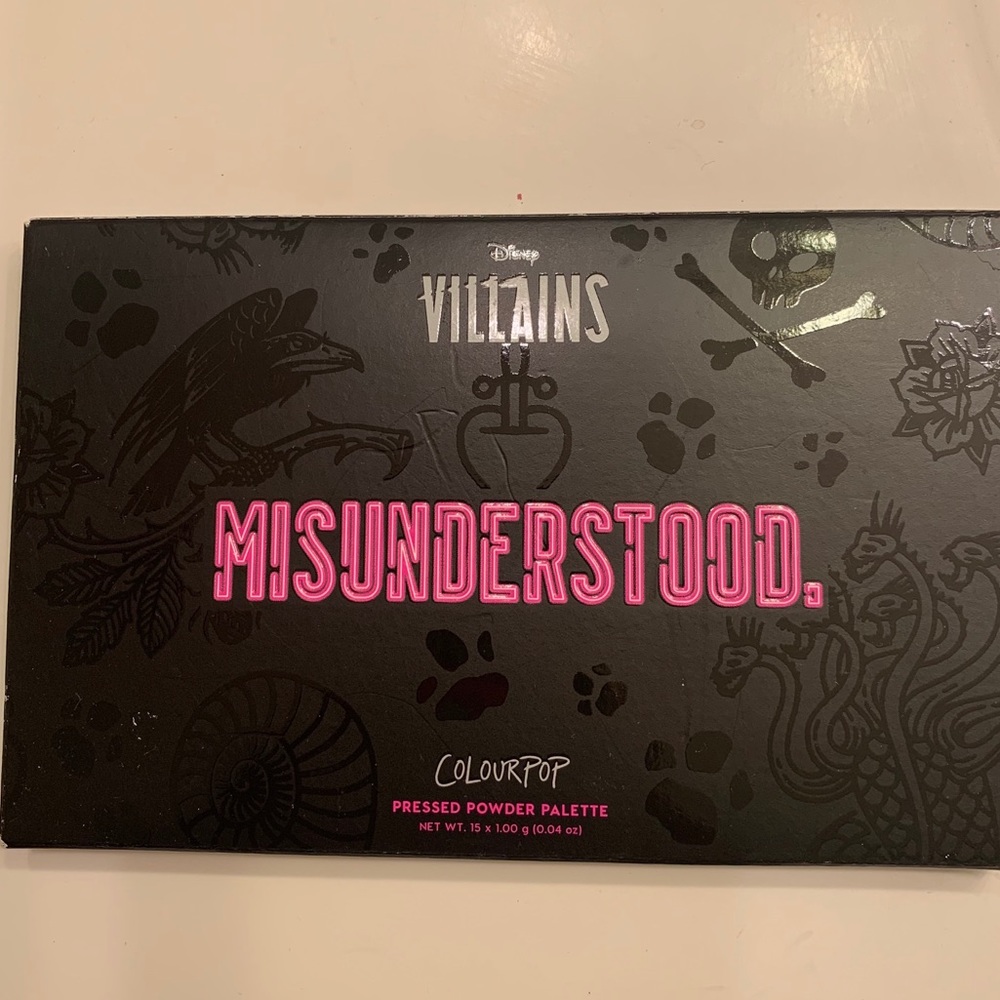 Disney
VILLAINS
MISUNDERSTOOD.
COLOURPOP
PRESSED POWDER PALETTE
NET WT. 15 x 1.00 g (0.04 oz)